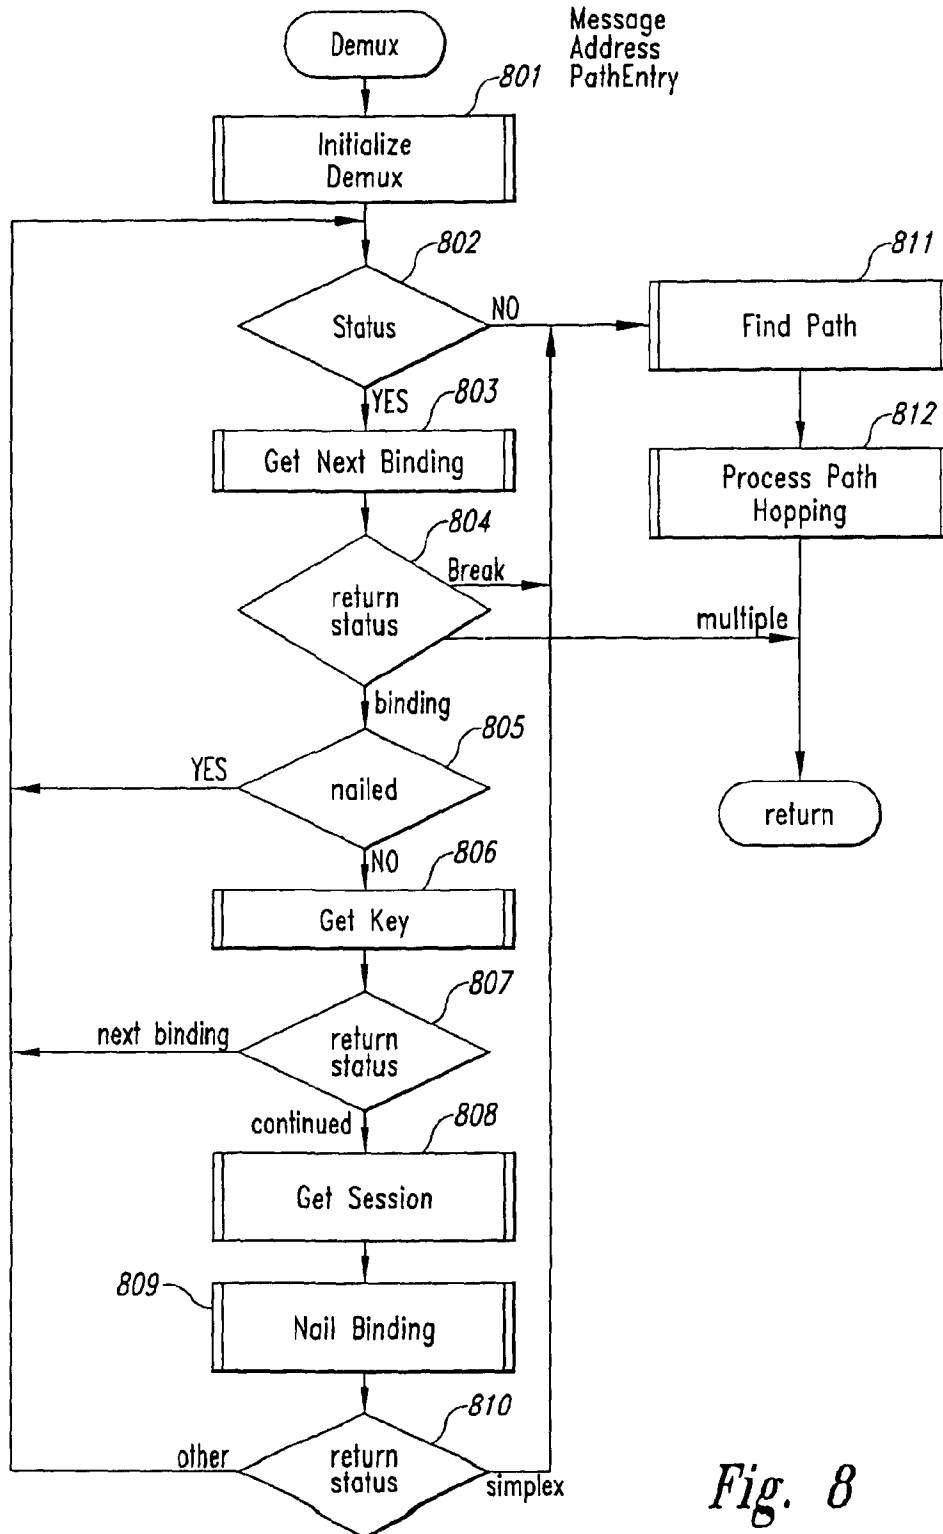 Demux
Message
Address
PathEntry
801
Initialize
Demux
802
Status
NO
YES
811
Find Path
803
Get Next Binding
812
Process Path
Hopping
804
return
status
Break
multiple
binding
805
nailed
YES
NO
return
806
Get Key
807
return
status
next binding
continued
808
Get Session
809
Nail Binding
810
return
status
other
simplex
Fig. 8